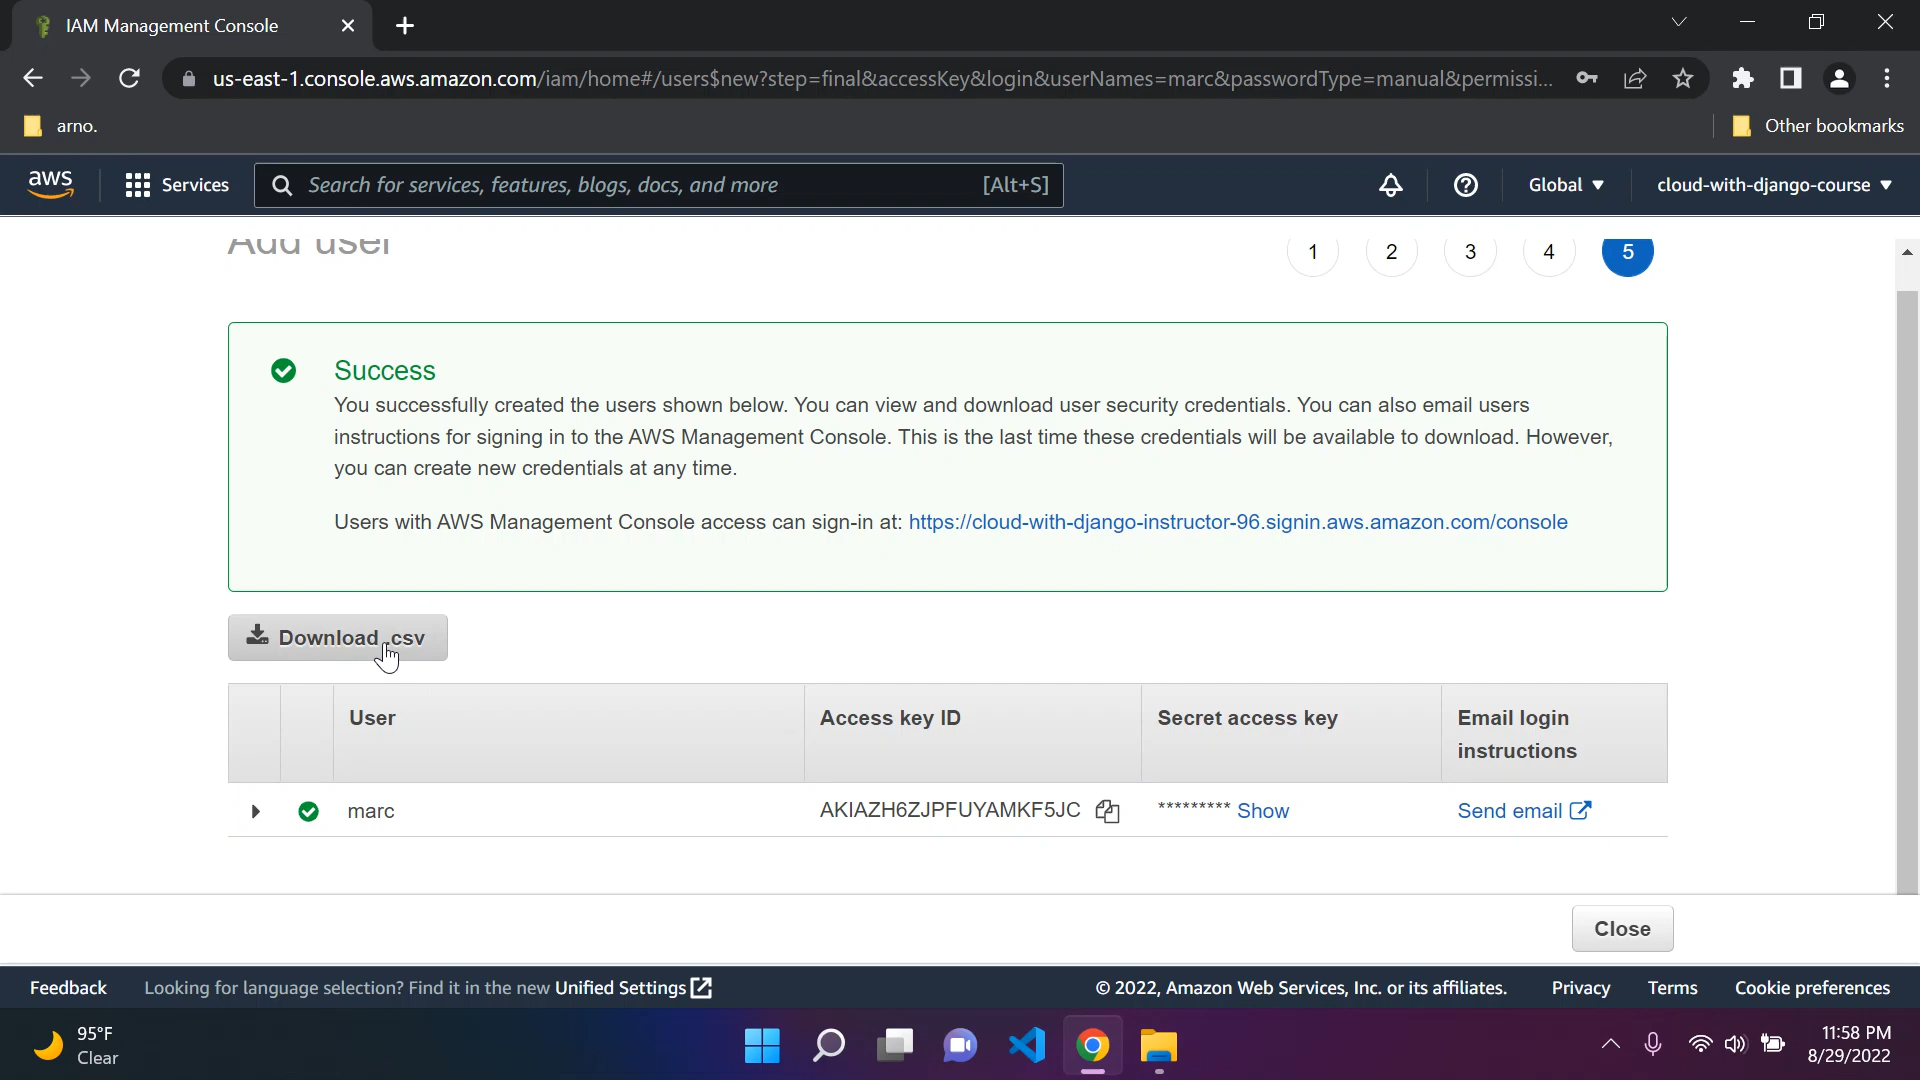 IAM Management Console
us-east-1.console.aws.amazon.com/iam/home#/users$new?step=final&accessKey&login&userNames=marc&passwordType=manual&permissi...
arno.
Other bookmarks
aws
Services
Search for services, features, blogs, docs, and more
[Alt+S]
Global
cloud-with-django-course
Add user
1
2
3
4
5
Success
You successfully created the users shown below. You can view and download user security credentials. You can also email users
instructions for signing in to the AWS Management Console. This is the last time these credentials will be available to download. However,
you can create new credentials at any time.
Users with AWS Management Console access can sign-in at: https://cloud-with-django-instructor-96.signin.aws.amazon.com/console
Download .csv
User
Access key ID
Secret access key
Email login
instructions
marc
AKIAZH6ZJPFUYAMKF5JC
********* Show
Send email
Close
Feedback
Looking for language selection? Find it in the new Unified Settings
© 2022, Amazon Web Services, Inc. or its affiliates.
Privacy
Terms
Cookie preferences
95°F
Clear
11:58 PM
8/29/2022